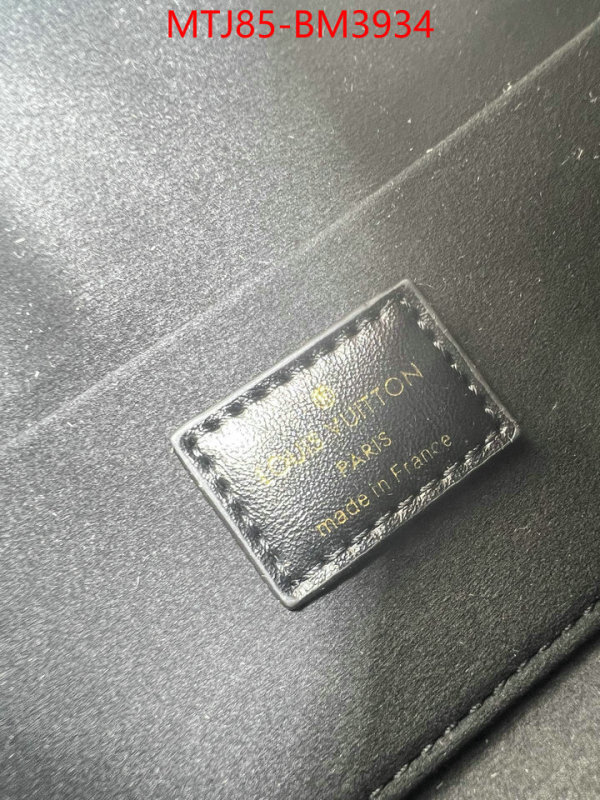 MTJ85-BM3934
LOUIS VUITTON
PARIS
made in France